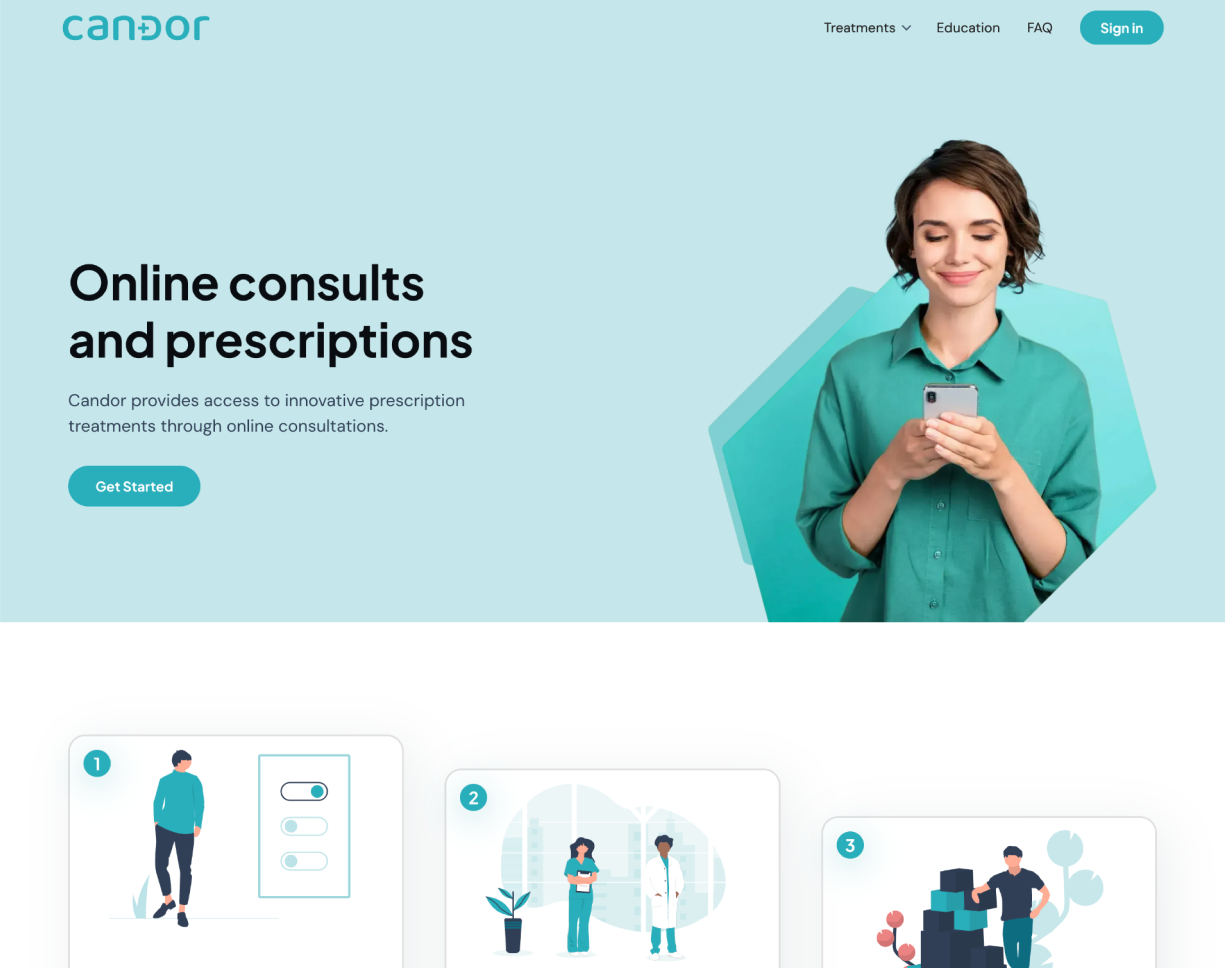 candor
Treatments
Education
FAQ
Sign in
Online consults
and prescriptions
Candor provides access to innovative prescription
treatments through online consultations.
Get Started
1
2
3